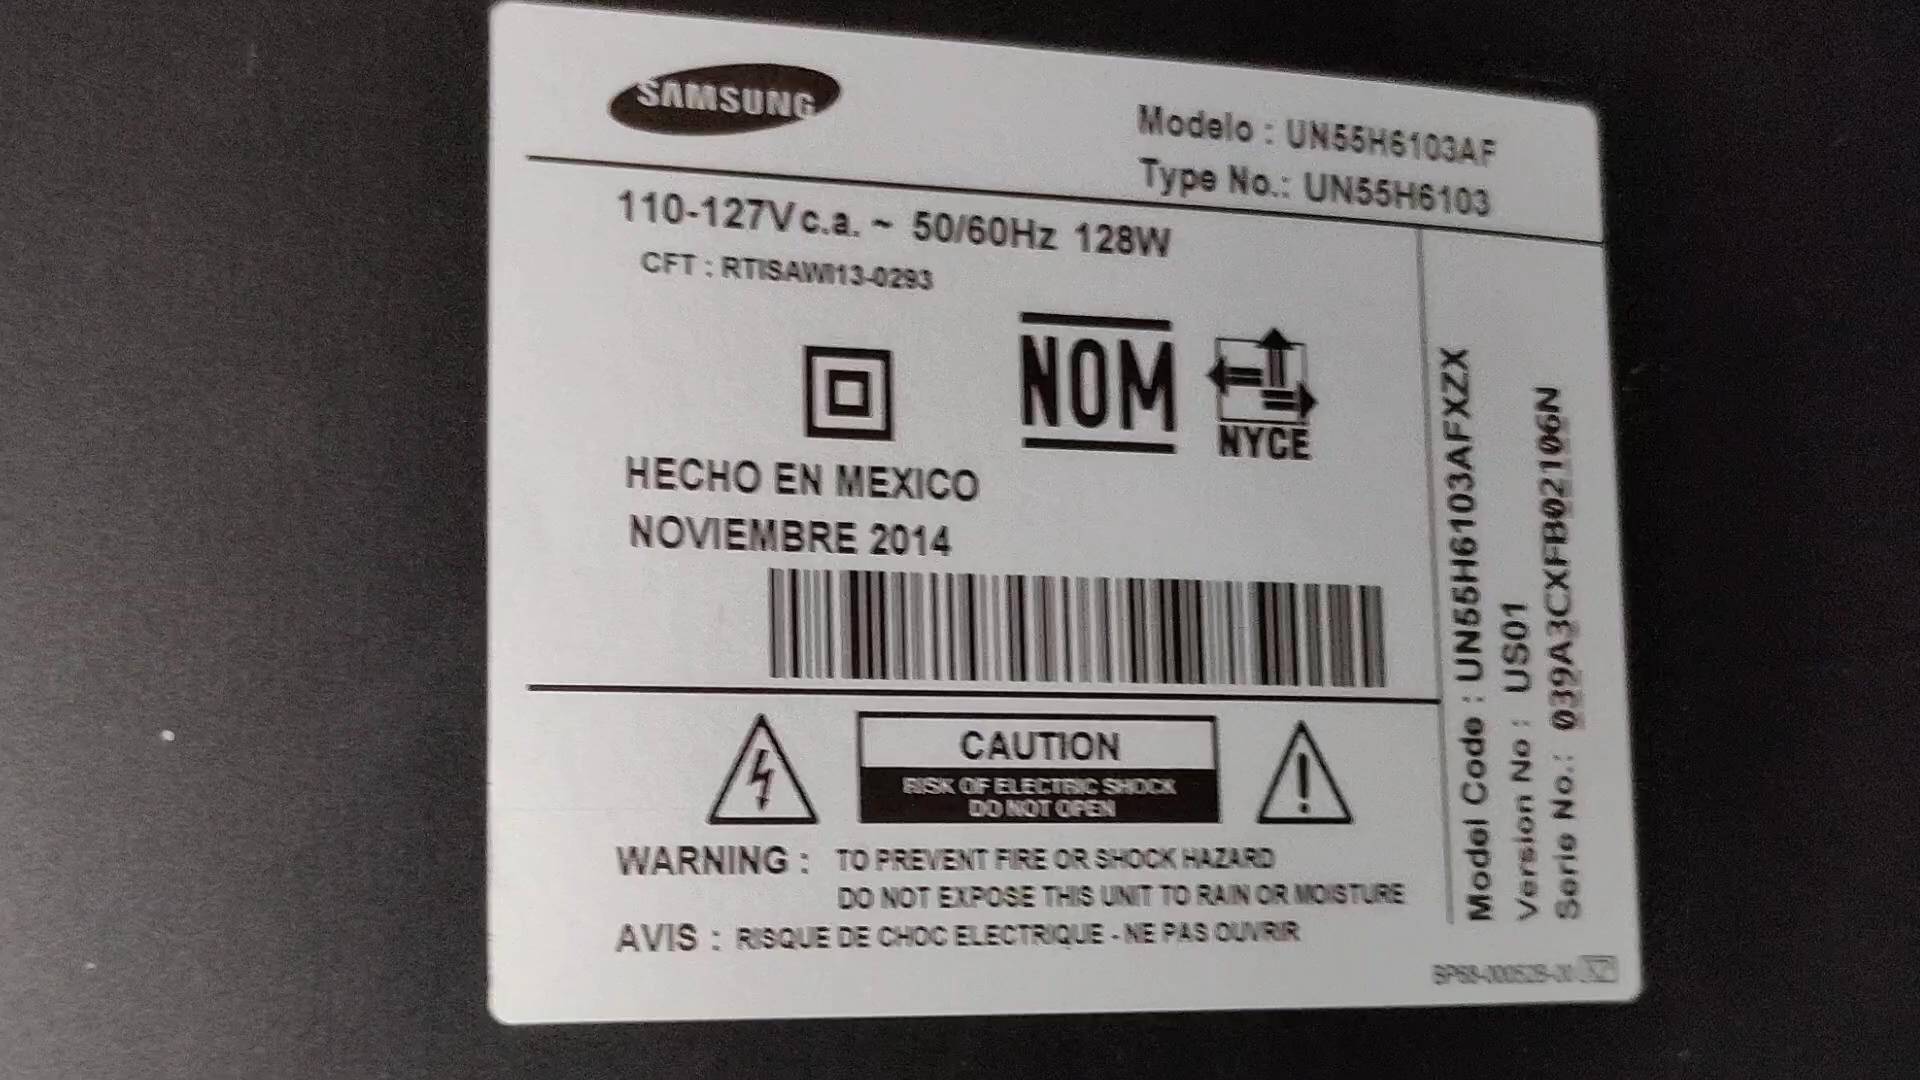 SAMSUNG
Modelo : UN55H6103AF
Type No.: UN55H6103
110-127Vc.a. ~ 50/60Hz 128W
CFT : RTISAWI13-0293
NOM
NYCE
HECHO EN MEXICO
NOVIEMBRE 2014
CAUTION
RISK OF ELECTRIC SHOCK
DO NOT OPEN
WARNING : TO PREVENT FIRE OR SHOCK HAZARD
DO NOT EXPOSE THIS UNIT TO RAIN OR MOISTURE
AVIS : RISQUE DE CHOC ELECTRIQUE - NE PAS OUVRIR
Model Code : UN55H6103AFXZX
Version No : US01
Serie No.: 039A3CXFB02106N